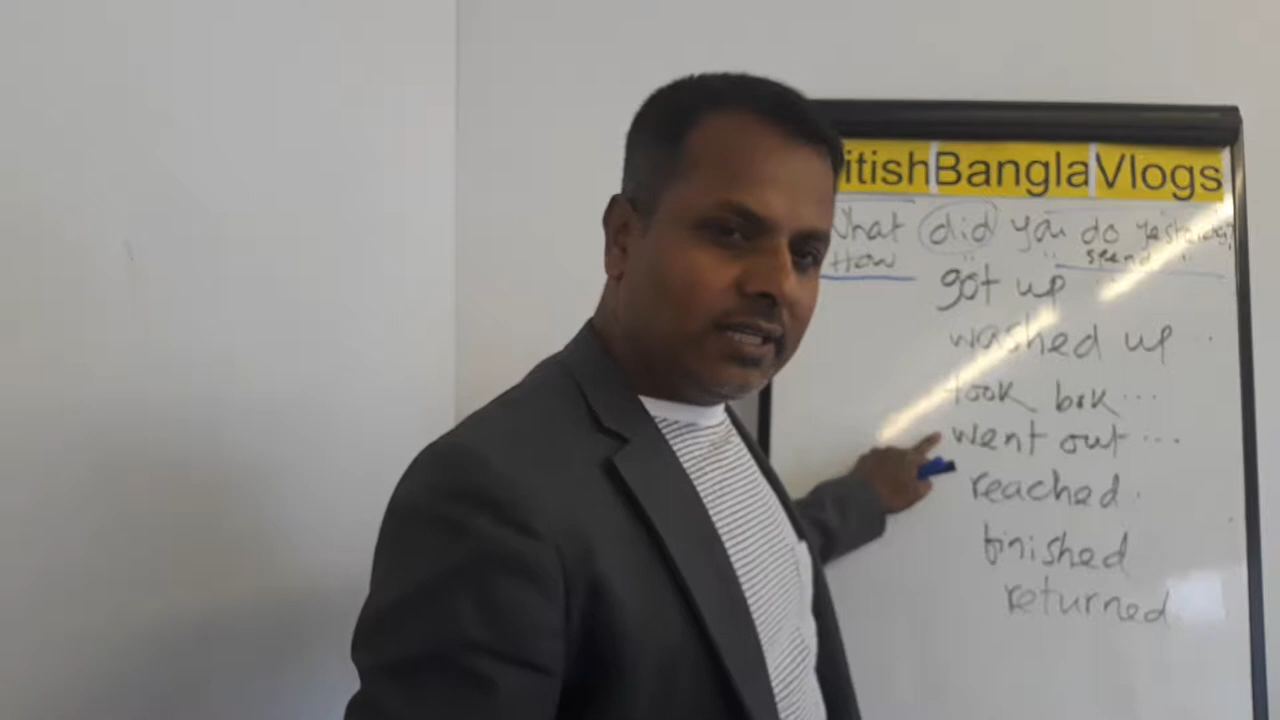 itishBanglaVlogs
What did you do yesterday?
How " " spend "
got up
washed up .
took brk...
went out ...
reached.
finished
returned